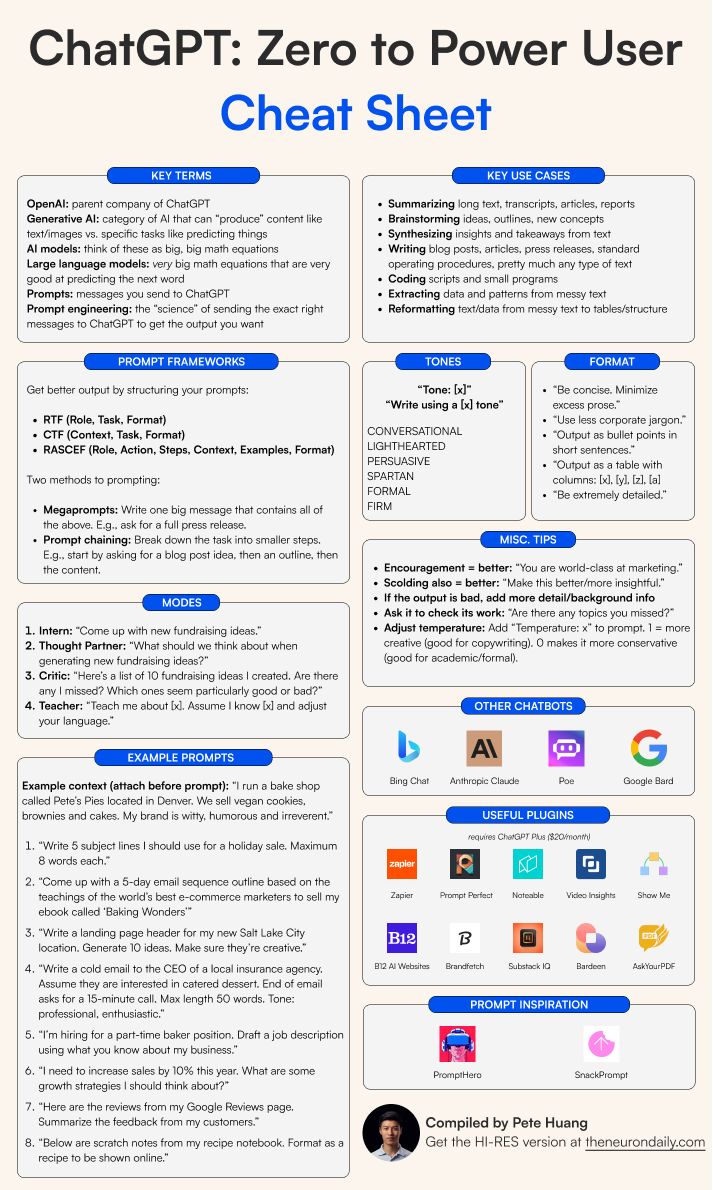 ChatGPT: Zero to Power User
Cheat Sheet
KEY TERMS
OpenAI: parent company of ChatGPT
Generative AI: category of AI that can “produce” content like
text/images vs. specific tasks like predicting things
AI models: think of these as big, big math equations
Large language models: very big math equations that are very
good at predicting the next word
Prompts: messages you send to ChatGPT
Prompt engineering: the “science” of sending the exact right
messages to ChatGPT to get the output you want
KEY USE CASES
• Summarizing long text, transcripts, articles, reports
• Brainstorming ideas, outlines, new concepts
• Synthesizing insights and takeaways from text
• Writing blog posts, articles, press releases, standard
operating procedures, pretty much any type of text
• Coding scripts and small programs
• Extracting data and patterns from messy text
• Reformatting text/data from messy text to tables/structure
PROMPT FRAMEWORKS
Get better output by structuring your prompts:
• RTF (Role, Task, Format)
• CTF (Context, Task, Format)
• RASCEF (Role, Action, Steps, Context, Examples, Format)
Two methods to prompting:
• Megaprompts: Write one big message that contains all of
the above. E.g., ask for a full press release.
• Prompt chaining: Break down the task into smaller steps.
E.g., start by asking for a blog post idea, then an outline, then
the content.
TONES
“Tone: [x]”
“Write using a [x] tone”
CONVERSATIONAL
LIGHTHEARTED
PERSUASIVE
SPARTAN
FORMAL
FIRM
FORMAT
• “Be concise. Minimize
excess prose.”
• “Use less corporate jargon.”
• “Output as bullet points in
short sentences.”
• “Output as a table with
columns: [x], [y], [z], [a]
• “Be extremely detailed.”
MISC. TIPS
• Encouragement = better: “You are world-class at marketing.”
• Scolding also = better: “Make this better/more insightful.”
• If the output is bad, add more detail/background info
• Ask it to check its work: “Are there any topics you missed?”
• Adjust temperature: Add “Temperature: x” to prompt. 1 = more
creative (good for copywriting). 0 makes it more conservative
(good for academic/formal).
MODES
1. Intern: “Come up with new fundraising ideas.”
2. Thought Partner: “What should we think about when
generating new fundraising ideas?”
3. Critic: “Here’s a list of 10 fundraising ideas I created. Are there
any I missed? Which ones seem particularly good or bad?”
4. Teacher: “Teach me about [x]. Assume I know [x] and adjust
your language.”
OTHER CHATBOTS
Bing Chat
Anthropic Claude
Poe
Google Bard
EXAMPLE PROMPTS
Example context (attach before prompt): “I run a bake shop
called Pete’s Pies located in Denver. We sell vegan cookies,
brownies and cakes. My brand is witty, humorous and irreverent.”
1. “Write 5 subject lines I should use for a holiday sale. Maximum
8 words each.”
2. “Come up with a 5-day email sequence outline based on the
teachings of the world’s best e-commerce marketers to sell my
ebook called ‘Baking Wonders’”
3. “Write a landing page header for my new Salt Lake City
location. Generate 10 ideas. Make sure they’re creative.”
4. “Write a cold email to the CEO of a local insurance agency.
Assume they are interested in catered dessert. End of email
asks for a 15-minute call. Max length 50 words. Tone:
professional, enthusiastic.”
5. “I’m hiring for a part-time baker position. Draft a job description
using what you know about my business.”
6. “I need to increase sales by 10% this year. What are some
growth strategies I should think about?”
7. “Here are the reviews from my Google Reviews page.
Summarize the feedback from my customers.”
8. “Below are scratch notes from my recipe notebook. Format as a
recipe to be shown online.”
USEFUL PLUGINS
requires ChatGPT Plus ($20/month)
zapier
Zapier
Prompt Perfect
Noteable
Video Insights
Show Me
B12
B12 AI Websites
B
Brandfetch
Substack IQ
Bardeen
PDF
AskYourPDF
PROMPT INSPIRATION
PromptHero
SnackPrompt
Compiled by Pete Huang
Get the HI-RES version at theneurondaily.com